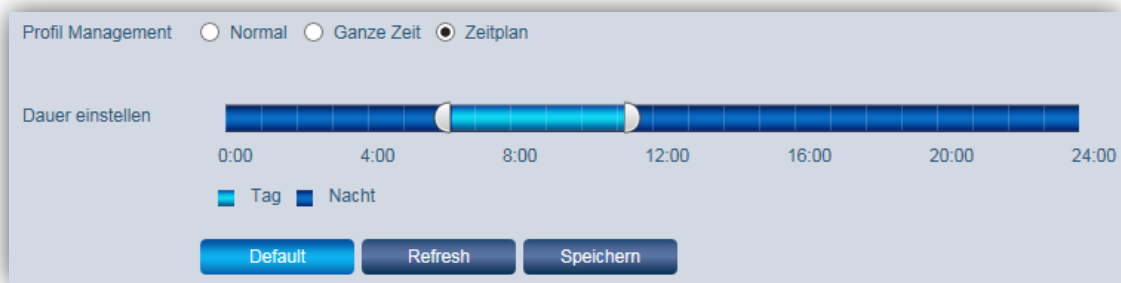 Profil Management Normal Ganze Zeit Zeitplan
Dauer einstellen
0:00 4:00 8:00 12:00 16:00 20:00 24:00
Tag Nacht
Default Refresh Speichern